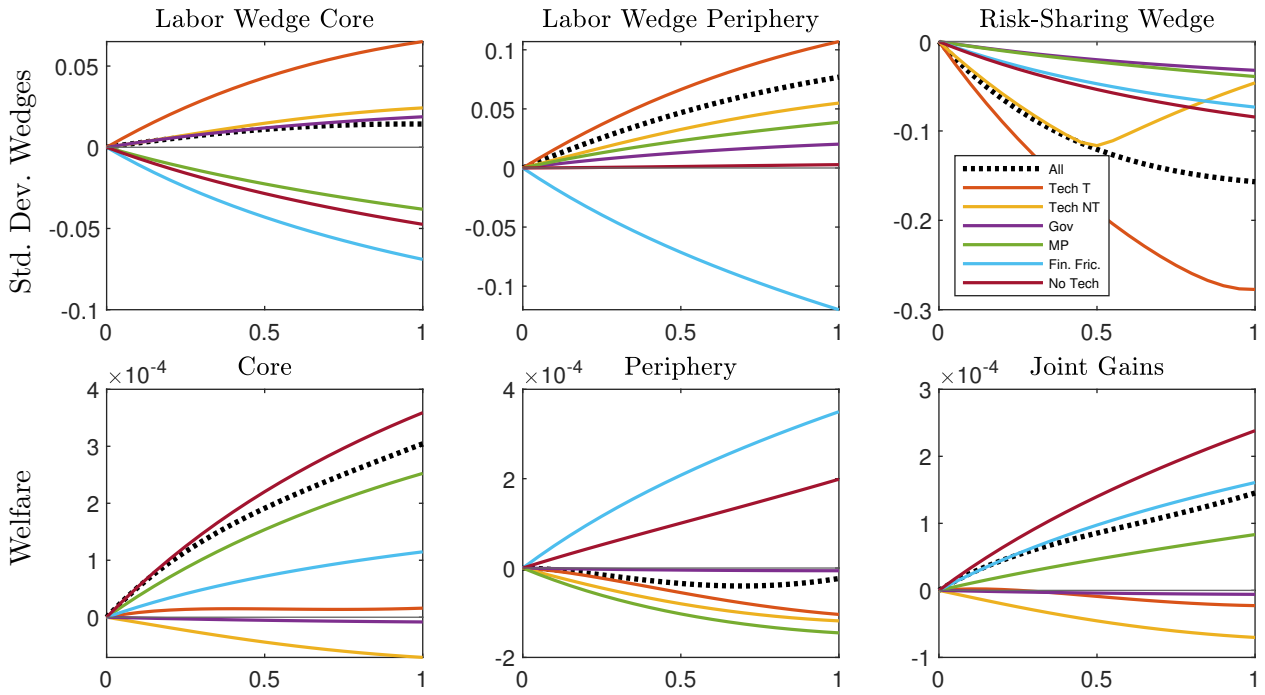 Labor Wedge Core
Labor Wedge Periphery
Risk-Sharing Wedge
Std. Dev. Wedges
0.05
0
-0.05
-0.1
0 0.5 1
0.1
0.05
0
-0.05
-0.1
0 0.5 1
0
-0.1
-0.2
-0.3
0 0.5 1
All
Tech T
Tech NT
Gov
MP
Fin. Fric.
No Tech
Core
Periphery
Joint Gains
Welfare
×10-4
4
3
2
1
0
0 0.5 1
×10-4
4
2
0
-2
0 0.5 1
×10-4
3
2
1
0
-1
0 0.5 1